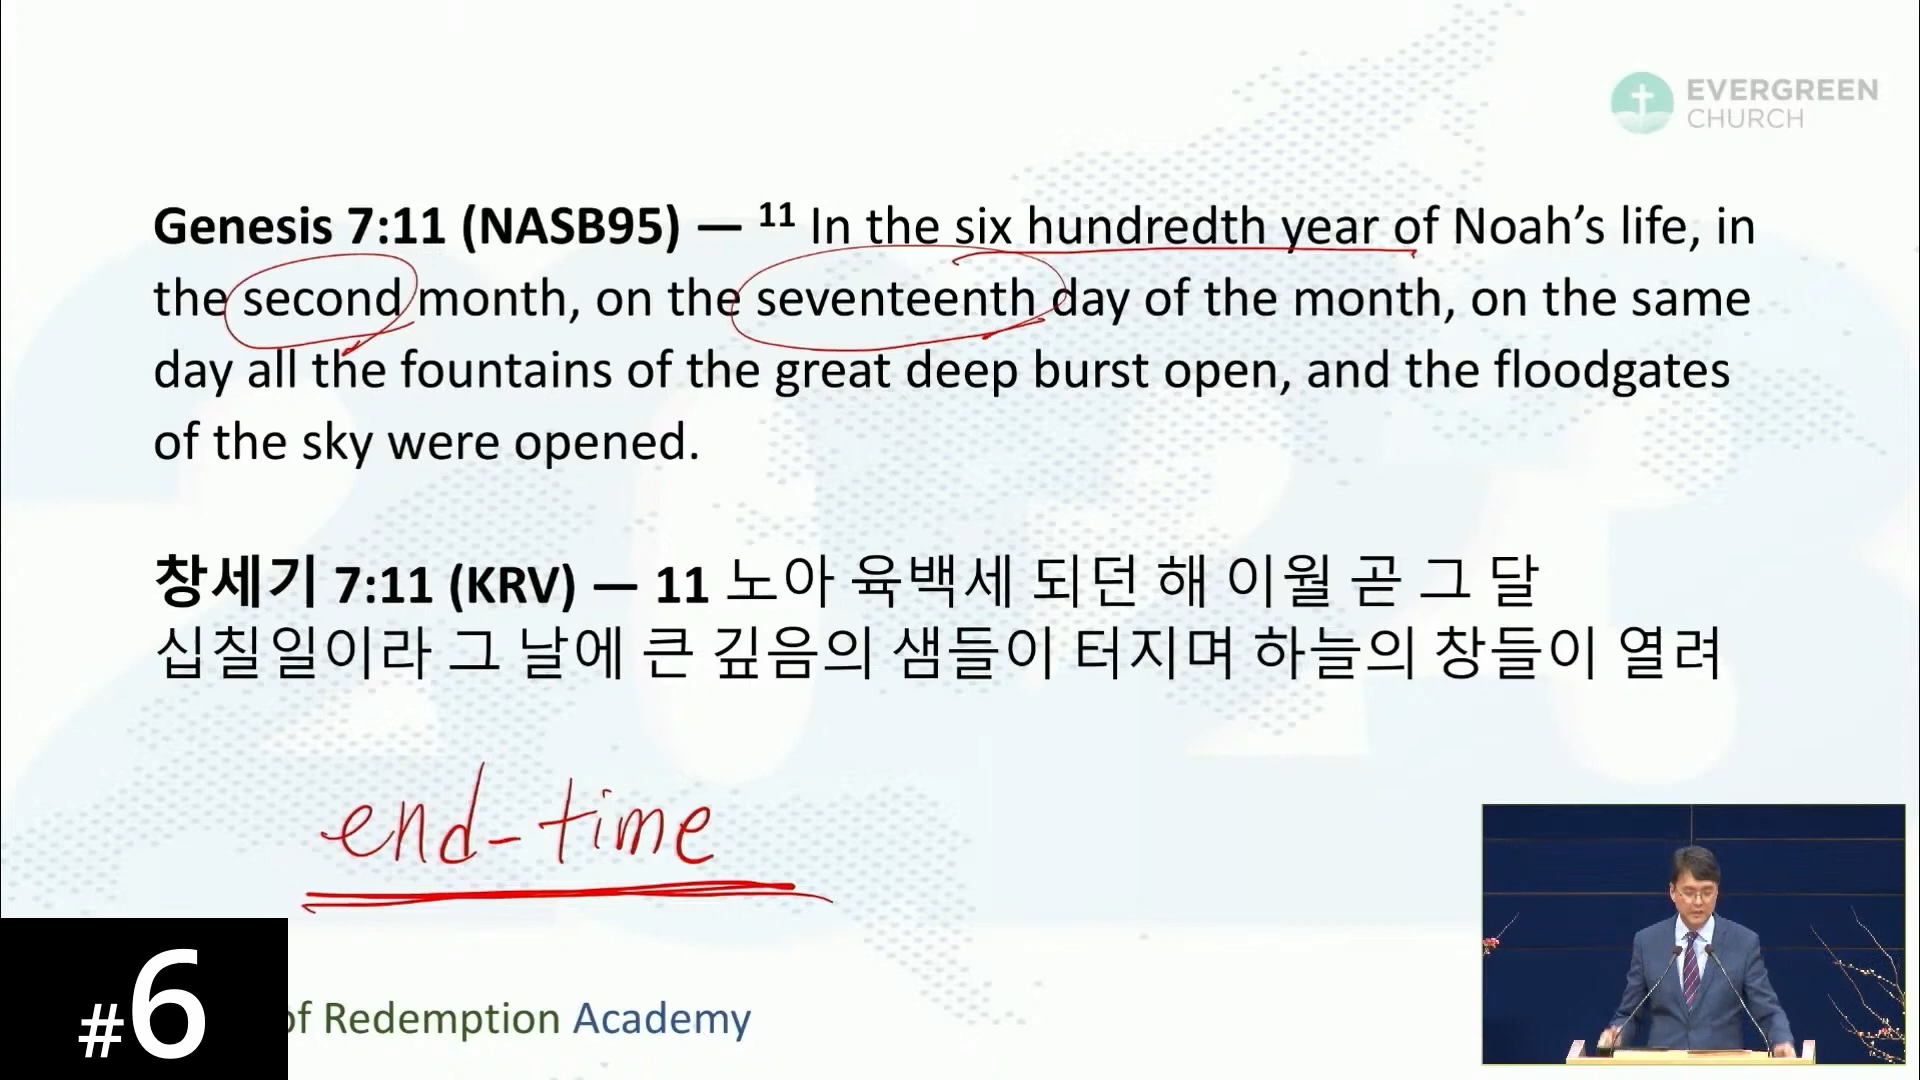 EVERGREEN
CHURCH
Genesis 7:11 (NASB95) — 11 In the six hundredth year of Noah’s life, in
the second month, on the seventeenth day of the month, on the same
day all the fountains of the great deep burst open, and the floodgates
of the sky were opened.
창세기 7:11 (KRV) — 11 노아 육백세 되던 해 이월 곧 그 달
십칠일이라 그 날에 큰 깊음의 샘들이 터지며 하늘의 창들이 열려
end-time
#6
of Redemption Academy